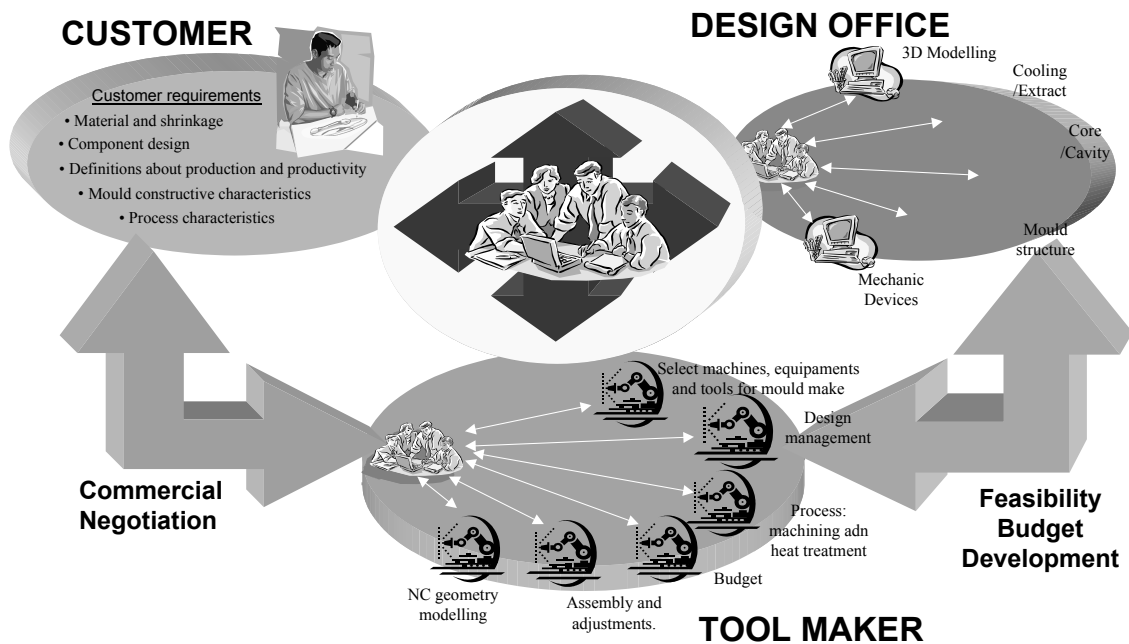 CUSTOMER
Customer requirements
• Material and shrinkage
• Component design
• Definitions about production and productivity
• Mould constructive characteristics
• Process characteristics
DESIGN OFFICE
3D Modelling
Cooling
/Extract
Core
/Cavity
Mould
structure
Mechanic
Devices
Commercial
Negotiation
Select machines, equipaments
and tools for mould make
Design
management
Process:
machining adn
heat treatment
Budget
Assembly and
adjustments.
NC geometry
modelling
TOOL MAKER
Feasibility
Budget
Development